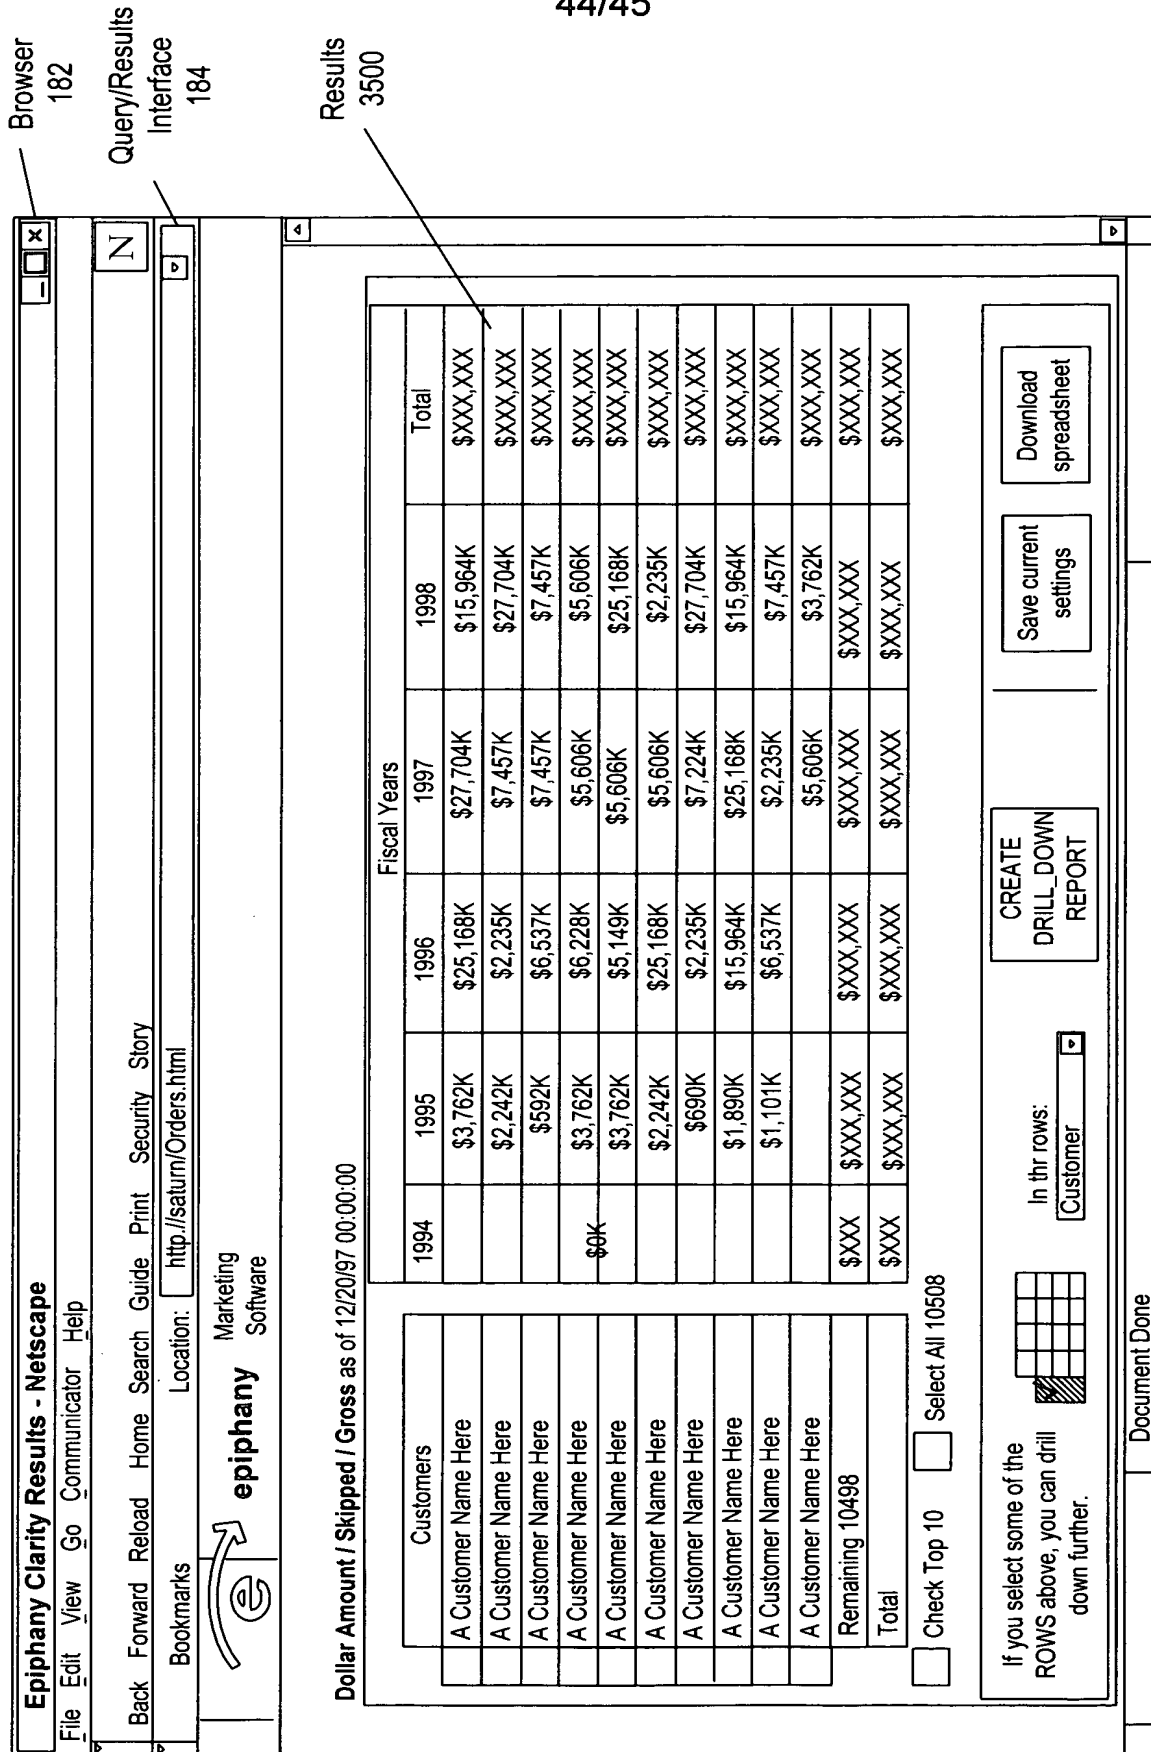 44/45
Browser
182
Query/Results
Interface
184
Results
3500
Epiphany Clarity Results - Netscape
File Edit View Go Communicator Help
N
Back Forward Reload Home Search Guide Print Security Story
Bookmarks Location: http.//saturn/Orders.html
e epiphany Marketing
Software
Dollar Amount / Skipped / Gross as of 12/20/97 00:00:00
Fiscal Years
Customers 1994 1995 1996 1997 1998 Total
A Customer Name Here $3,762K $25,168K $27,704K $15,964K $XXX,XXX
A Customer Name Here $2,242K $2,235K $7,457K $27,704K $XXX,XXX
A Customer Name Here $592K $6,537K $7,457K $7,457K $XXX,XXX
A Customer Name Here $0K $3,762K $6,228K $5,606K $5,606K $XXX,XXX
A Customer Name Here $3,762K $5,149K $5,606K $25,168K $XXX,XXX
A Customer Name Here $2,242K $25,168K $5,606K $2,235K $XXX,XXX
A Customer Name Here $690K $2,235K $7,224K $27,704K $XXX,XXX
A Customer Name Here $1,890K $15,964K $25,168K $15,964K $XXX,XXX
A Customer Name Here $1,101K $6,537K $2,235K $7,457K $XXX,XXX
A Customer Name Here $5,606K $3,762K $XXX,XXX
Remaining 10498 $XXX $XXX,XXX $XXX,XXX $XXX,XXX $XXX,XXX $XXX,XXX
Total $XXX $XXX,XXX $XXX,XXX $XXX,XXX $XXX,XXX $XXX,XXX
Check Top 10 Select All 10508
If you select some of the
ROWS above, you can drill
down further.
In thr rows:
Customer
CREATE
DRILL_DOWN
REPORT
Save current
settings
Download
spreadsheet
Document Done